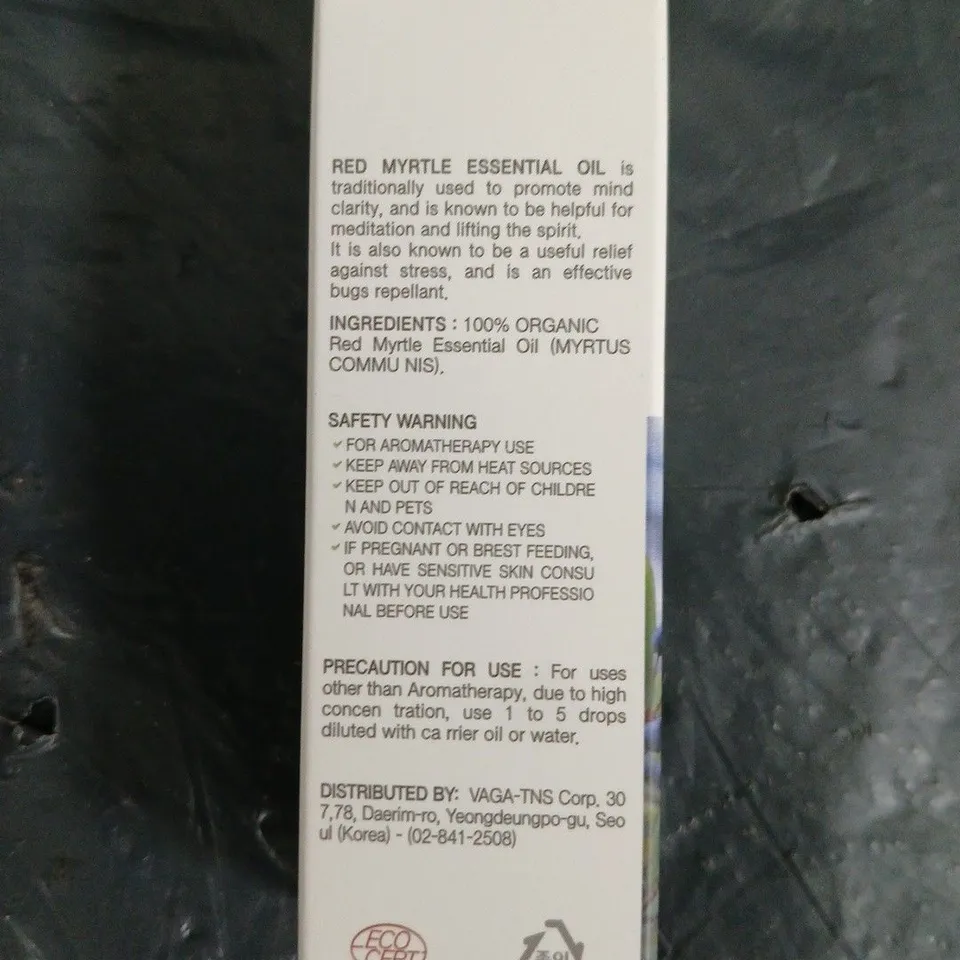 RED MYRTLE ESSENTIAL OIL is
traditionally used to promote mind
clarity, and is known to be helpful for
meditation and lifting the spirit.
It is also known to be a useful relief
against stress, and is an effective
bugs repellant.
INGREDIENTS : 100% ORGANIC
Red Myrtle Essential Oil (MYRTUS
COMMU NIS).
SAFETY WARNING
✓FOR AROMATHERAPY USE
✓KEEP AWAY FROM HEAT SOURCES
✓KEEP OUT OF REACH OF CHILDRE
N AND PETS
✓AVOID CONTACT WITH EYES
✓IF PREGNANT OR BREST FEEDING,
OR HAVE SENSITIVE SKIN CONSU
LT WITH YOUR HEALTH PROFESSIO
NAL BEFORE USE
PRECAUTION FOR USE : For uses
other than Aromatherapy, due to high
concen tration, use 1 to 5 drops
diluted with ca rrier oil or water.
DISTRIBUTED BY: VAGA-TNS Corp. 30
7,78, Daerim-ro, Yeongdeungpo-gu, Seo
ul (Korea) - (02-841-2508)
ECO
CERT
종이